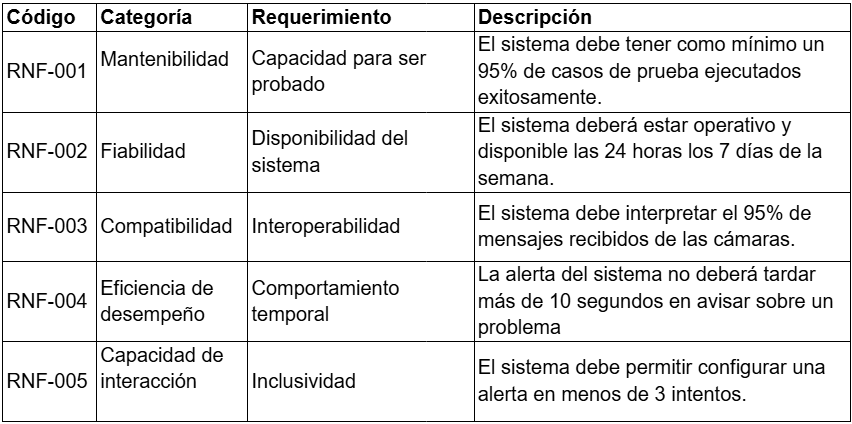 Código Categoría Requerimiento Descripción
RNF-001 Mantenibilidad Capacidad para ser probado El sistema debe tener como mínimo un
95% de casos de prueba ejecutados
exitosamente.
RNF-002 Fiabilidad Disponibilidad del sistema El sistema deberá estar operativo y
disponible las 24 horas los 7 días de la
semana.
RNF-003 Compatibilidad Interoperabilidad El sistema debe interpretar el 95% de
mensajes recibidos de las cámaras.
RNF-004 Eficiencia de desempeño Comportamiento temporal La alerta del sistema no deberá tardar
más de 10 segundos en avisar sobre un
problema
RNF-005 Capacidad de interacción Inclusividad El sistema debe permitir configurar una
alerta en menos de 3 intentos.